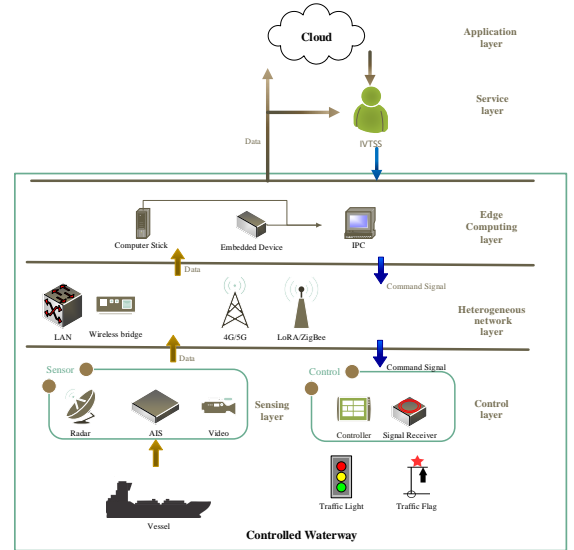 Cloud
Application
layer
Service
layer
Data
IVTSS
Edge
Computing
layer
Computer Stick
Embedded Device
IPC
Data
Command Signal
Heterogeneous
network
layer
LAN
Wireless bridge
4G/5G
LoRA/ZigBee
Data
Command Signal
Sensor
Control
Sensing
layer
Control
layer
Radar
AIS
Video
Controller
Signal Receiver
Traffic Light
Traffic Flag
Vessel
Controlled Waterway